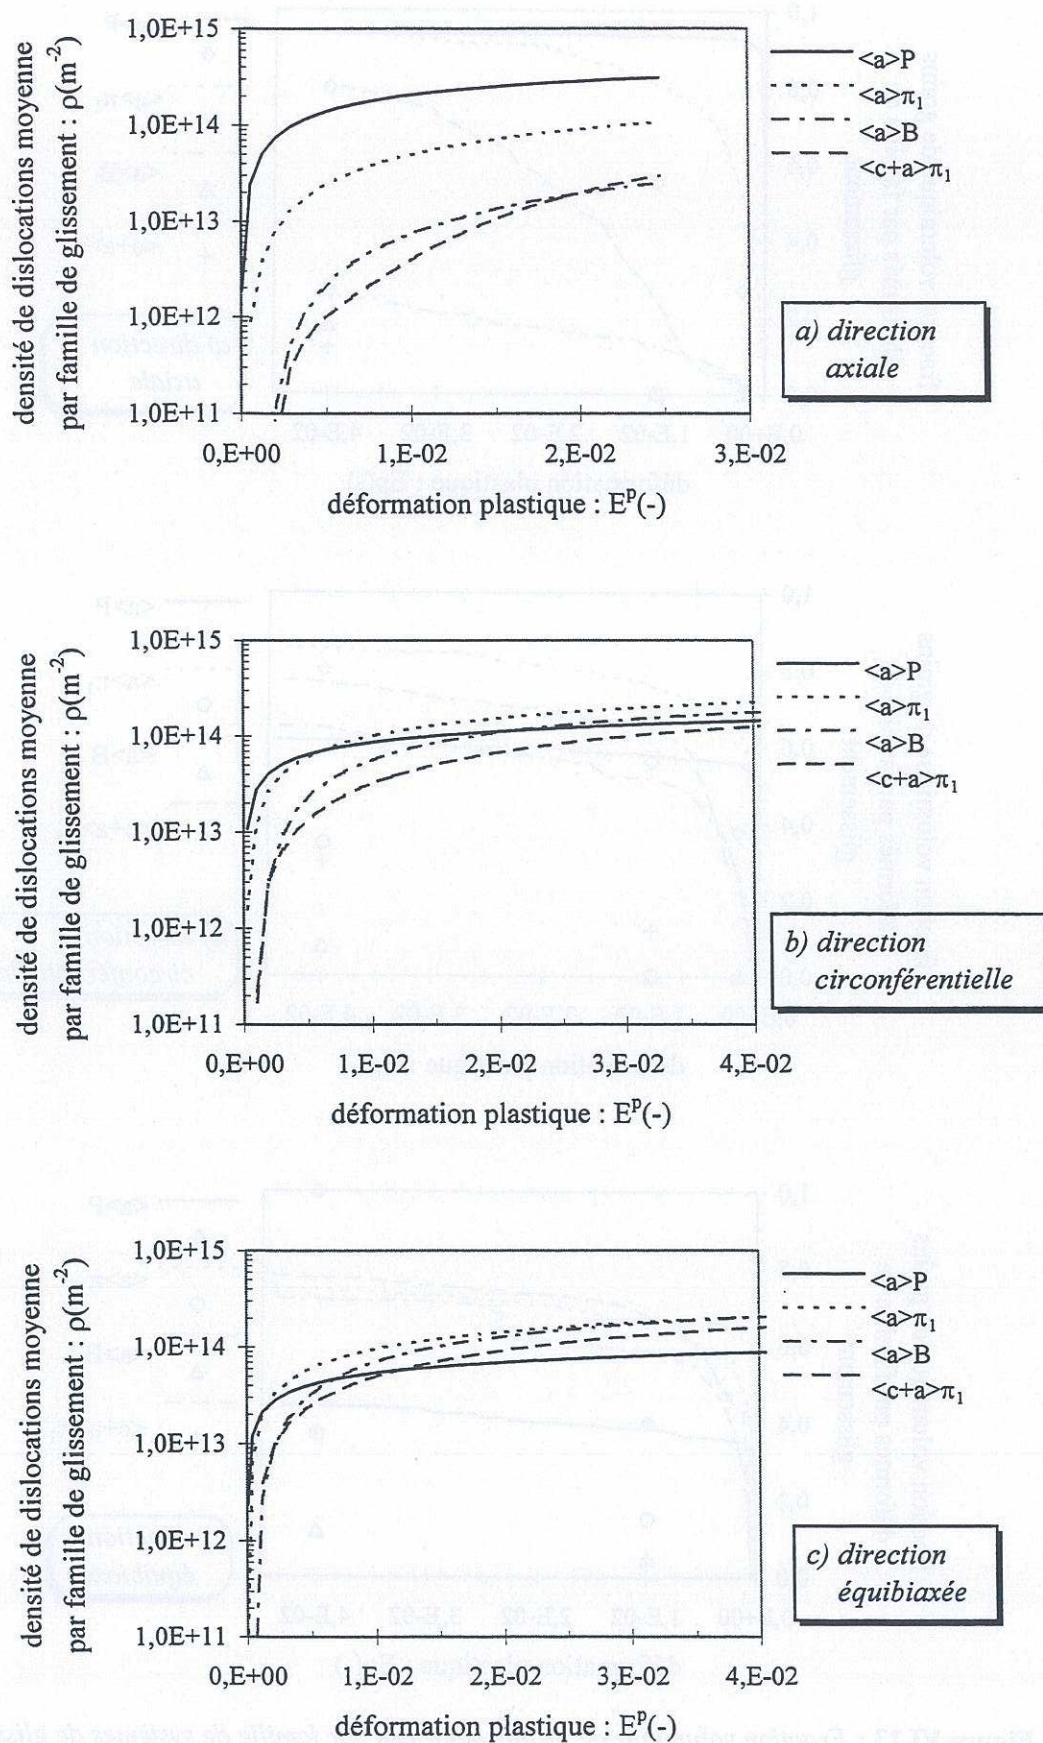 densité de dislocations moyenne
par famille de glissement : ρ(m⁻²)
1,0E+15
1,0E+14
1,0E+13
1,0E+12
1,0E+11
0,E+00 1,E-02 2,E-02 3,E-02
déformation plastique : Eᵖ(-)
<a>P
<a>π₁
<a>B
<c+a>π₁
a) direction
axiale
densité de dislocations moyenne
par famille de glissement : ρ(m⁻²)
1,0E+15
1,0E+14
1,0E+13
1,0E+12
1,0E+11
0,E+00 1,E-02 2,E-02 3,E-02 4,E-02
déformation plastique : Eᵖ(-)
<a>P
<a>π₁
<a>B
<c+a>π₁
b) direction
circonférentielle
densité de dislocations moyenne
par famille de glissement : ρ(m⁻²)
1,0E+15
1,0E+14
1,0E+13
1,0E+12
1,0E+11
0,E+00 1,E-02 2,E-02 3,E-02 4,E-02
déformation plastique : Eᵖ(-)
<a>P
<a>π₁
<a>B
<c+a>π₁
c) direction
équibiaxée